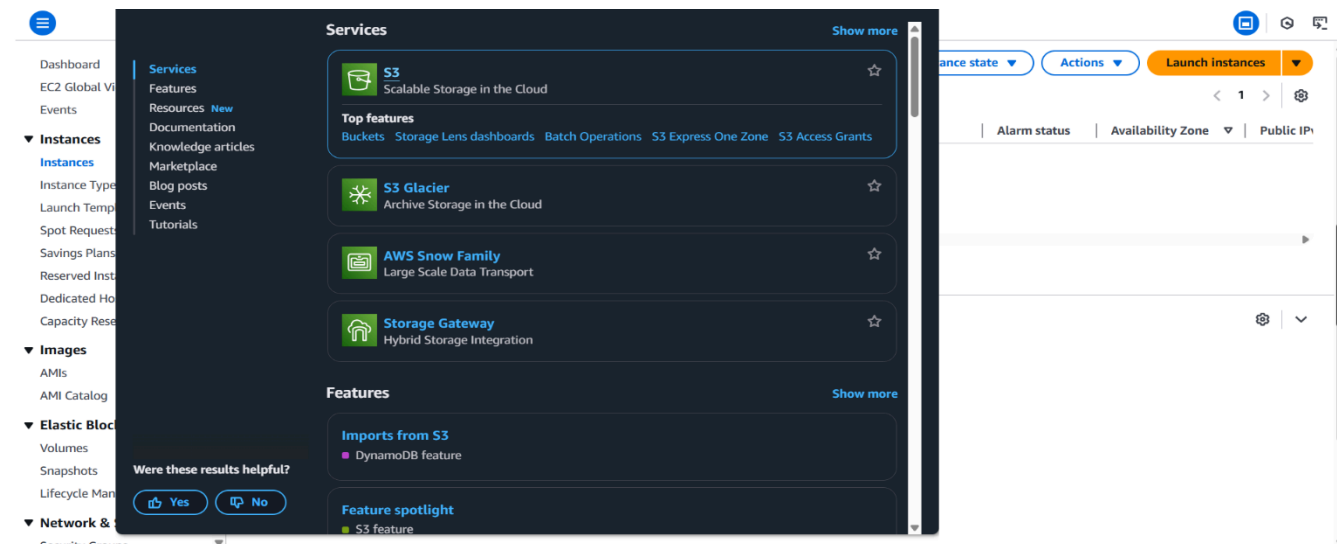 Dashboard
EC2 Global Vi
Events
Instances
Instances
Instance Type
Launch Templ
Spot Requests
Savings Plans
Reserved Inst
Dedicated Ho
Capacity Rese
Images
AMIs
AMI Catalog
Elastic Bloc
Volumes
Snapshots
Lifecycle Man
Network &
Services
Features
Resources New
Documentation
Knowledge articles
Marketplace
Blog posts
Events
Tutorials
Were these results helpful?
Yes
No
Services
Show more
S3
Scalable Storage in the Cloud
Top features
Buckets Storage Lens dashboards Batch Operations S3 Express One Zone S3 Access Grants
S3 Glacier
Archive Storage in the Cloud
AWS Snow Family
Large Scale Data Transport
Storage Gateway
Hybrid Storage Integration
Features
Show more
Imports from S3
DynamoDB feature
Feature spotlight
S3 feature
ance state
Actions
Launch instances
1
Alarm status
Availability Zone
Public IPv